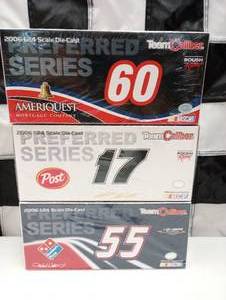 2006 1:24 Scale Die-Cast
PREFERRED
SERIES
Team Caliber
60
AMERIQUEST
MORTGAGE COMPANY
2006 1:24 Scale Die-Cast
PREFERRED
SERIES
Team Caliber
Post
17
2006 1:24 Scale Die-Cast
PREFERRED
SERIES
Team Caliber
55